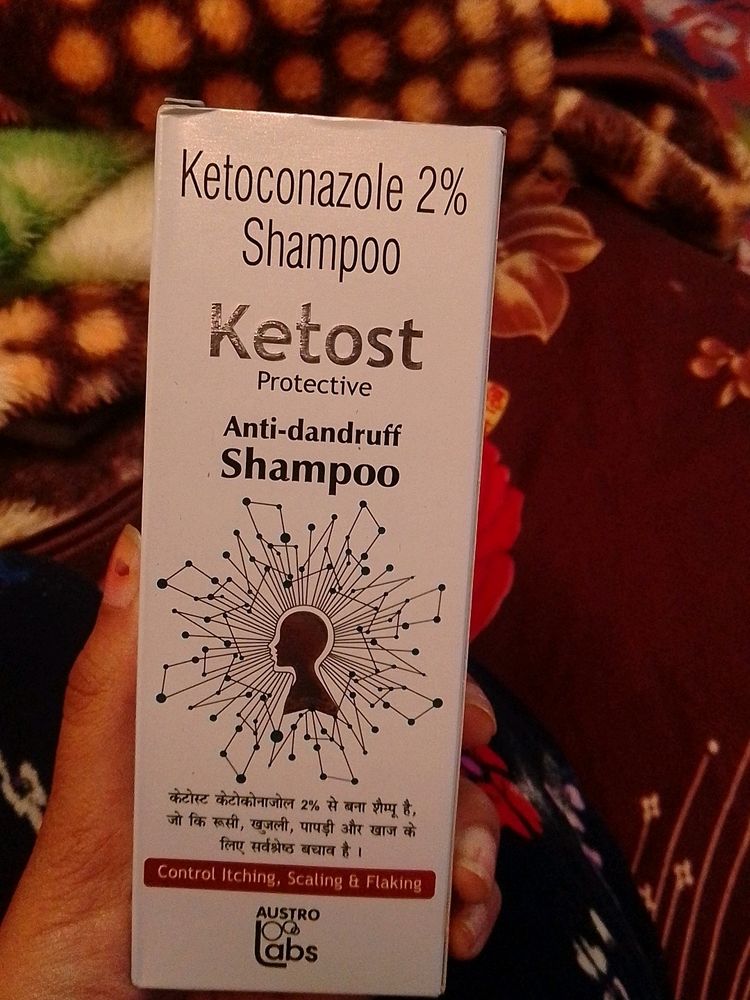 Ketoconazole 2%
Shampoo
Ketost
Protective
Anti-dandruff
Shampoo
केटोस्ट केटोकोनाजोल 2% से बना शैम्पू है,
जो कि रूसी, खुजली, पापड़ी और खाज के
लिए सर्वश्रेष्ठ बचाव है ।
Control Itching, Scaling & Flaking
AUSTRO
Labs